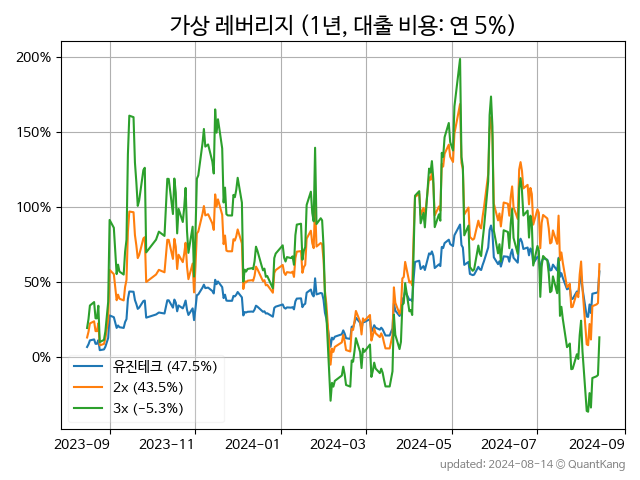 가상 레버리지 (1년, 대출 비용: 연 5%)
200%
150%
100%
50%
0%
유진테크 (47.5%)
2x (43.5%)
3x (−5.3%)
2023−09 2023−11 2024−01 2024−03 2024−05 2024−07 2024−09
updated: 2024-08-14 © QuantKang